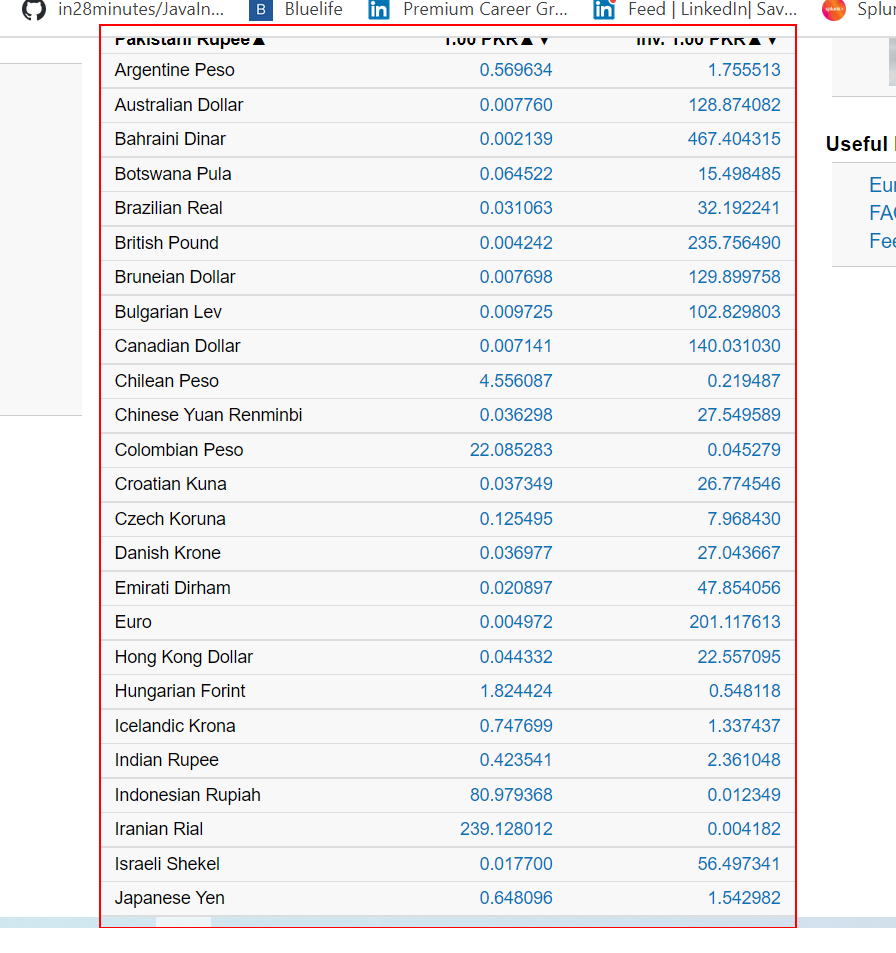 in28minutes/JavaIn... Bluelife Premium Career Gr... Feed | LinkedIn| Sav...
Pakistani Rupee▲ 1.00 PKR▲▼ inv. 1.00 PKR▲▼
Argentine Peso 0.569634 1.755513
Australian Dollar 0.007760 128.874082
Bahraini Dinar 0.002139 467.404315
Useful
Botswana Pula 0.064522 15.498485
Brazilian Real 0.031063 32.192241
British Pound 0.004242 235.756490
Bruneian Dollar 0.007698 129.899758
Bulgarian Lev 0.009725 102.829803
Canadian Dollar 0.007141 140.031030
Chilean Peso 4.556087 0.219487
Chinese Yuan Renminbi 0.036298 27.549589
Colombian Peso 22.085283 0.045279
Croatian Kuna 0.037349 26.774546
Czech Koruna 0.125495 7.968430
Danish Krone 0.036977 27.043667
Emirati Dirham 0.020897 47.854056
Euro 0.004972 201.117613
Hong Kong Dollar 0.044332 22.557095
Hungarian Forint 1.824424 0.548118
Icelandic Krona 0.747699 1.337437
Indian Rupee 0.423541 2.361048
Indonesian Rupiah 80.979368 0.012349
Iranian Rial 239.128012 0.004182
Israeli Shekel 0.017700 56.497341
Japanese Yen 0.648096 1.542982